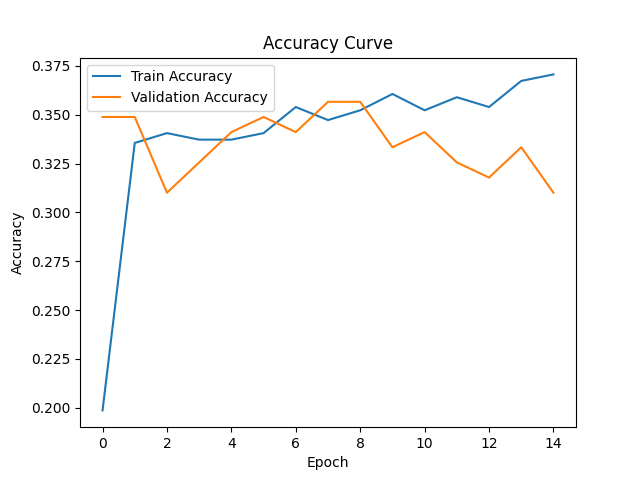 Accuracy Curve
Train Accuracy
Validation Accuracy
0.375
0.350
0.325
0.300
0.275
0.250
0.225
0.200
Accuracy
0 2 4 6 8 10 12 14
Epoch